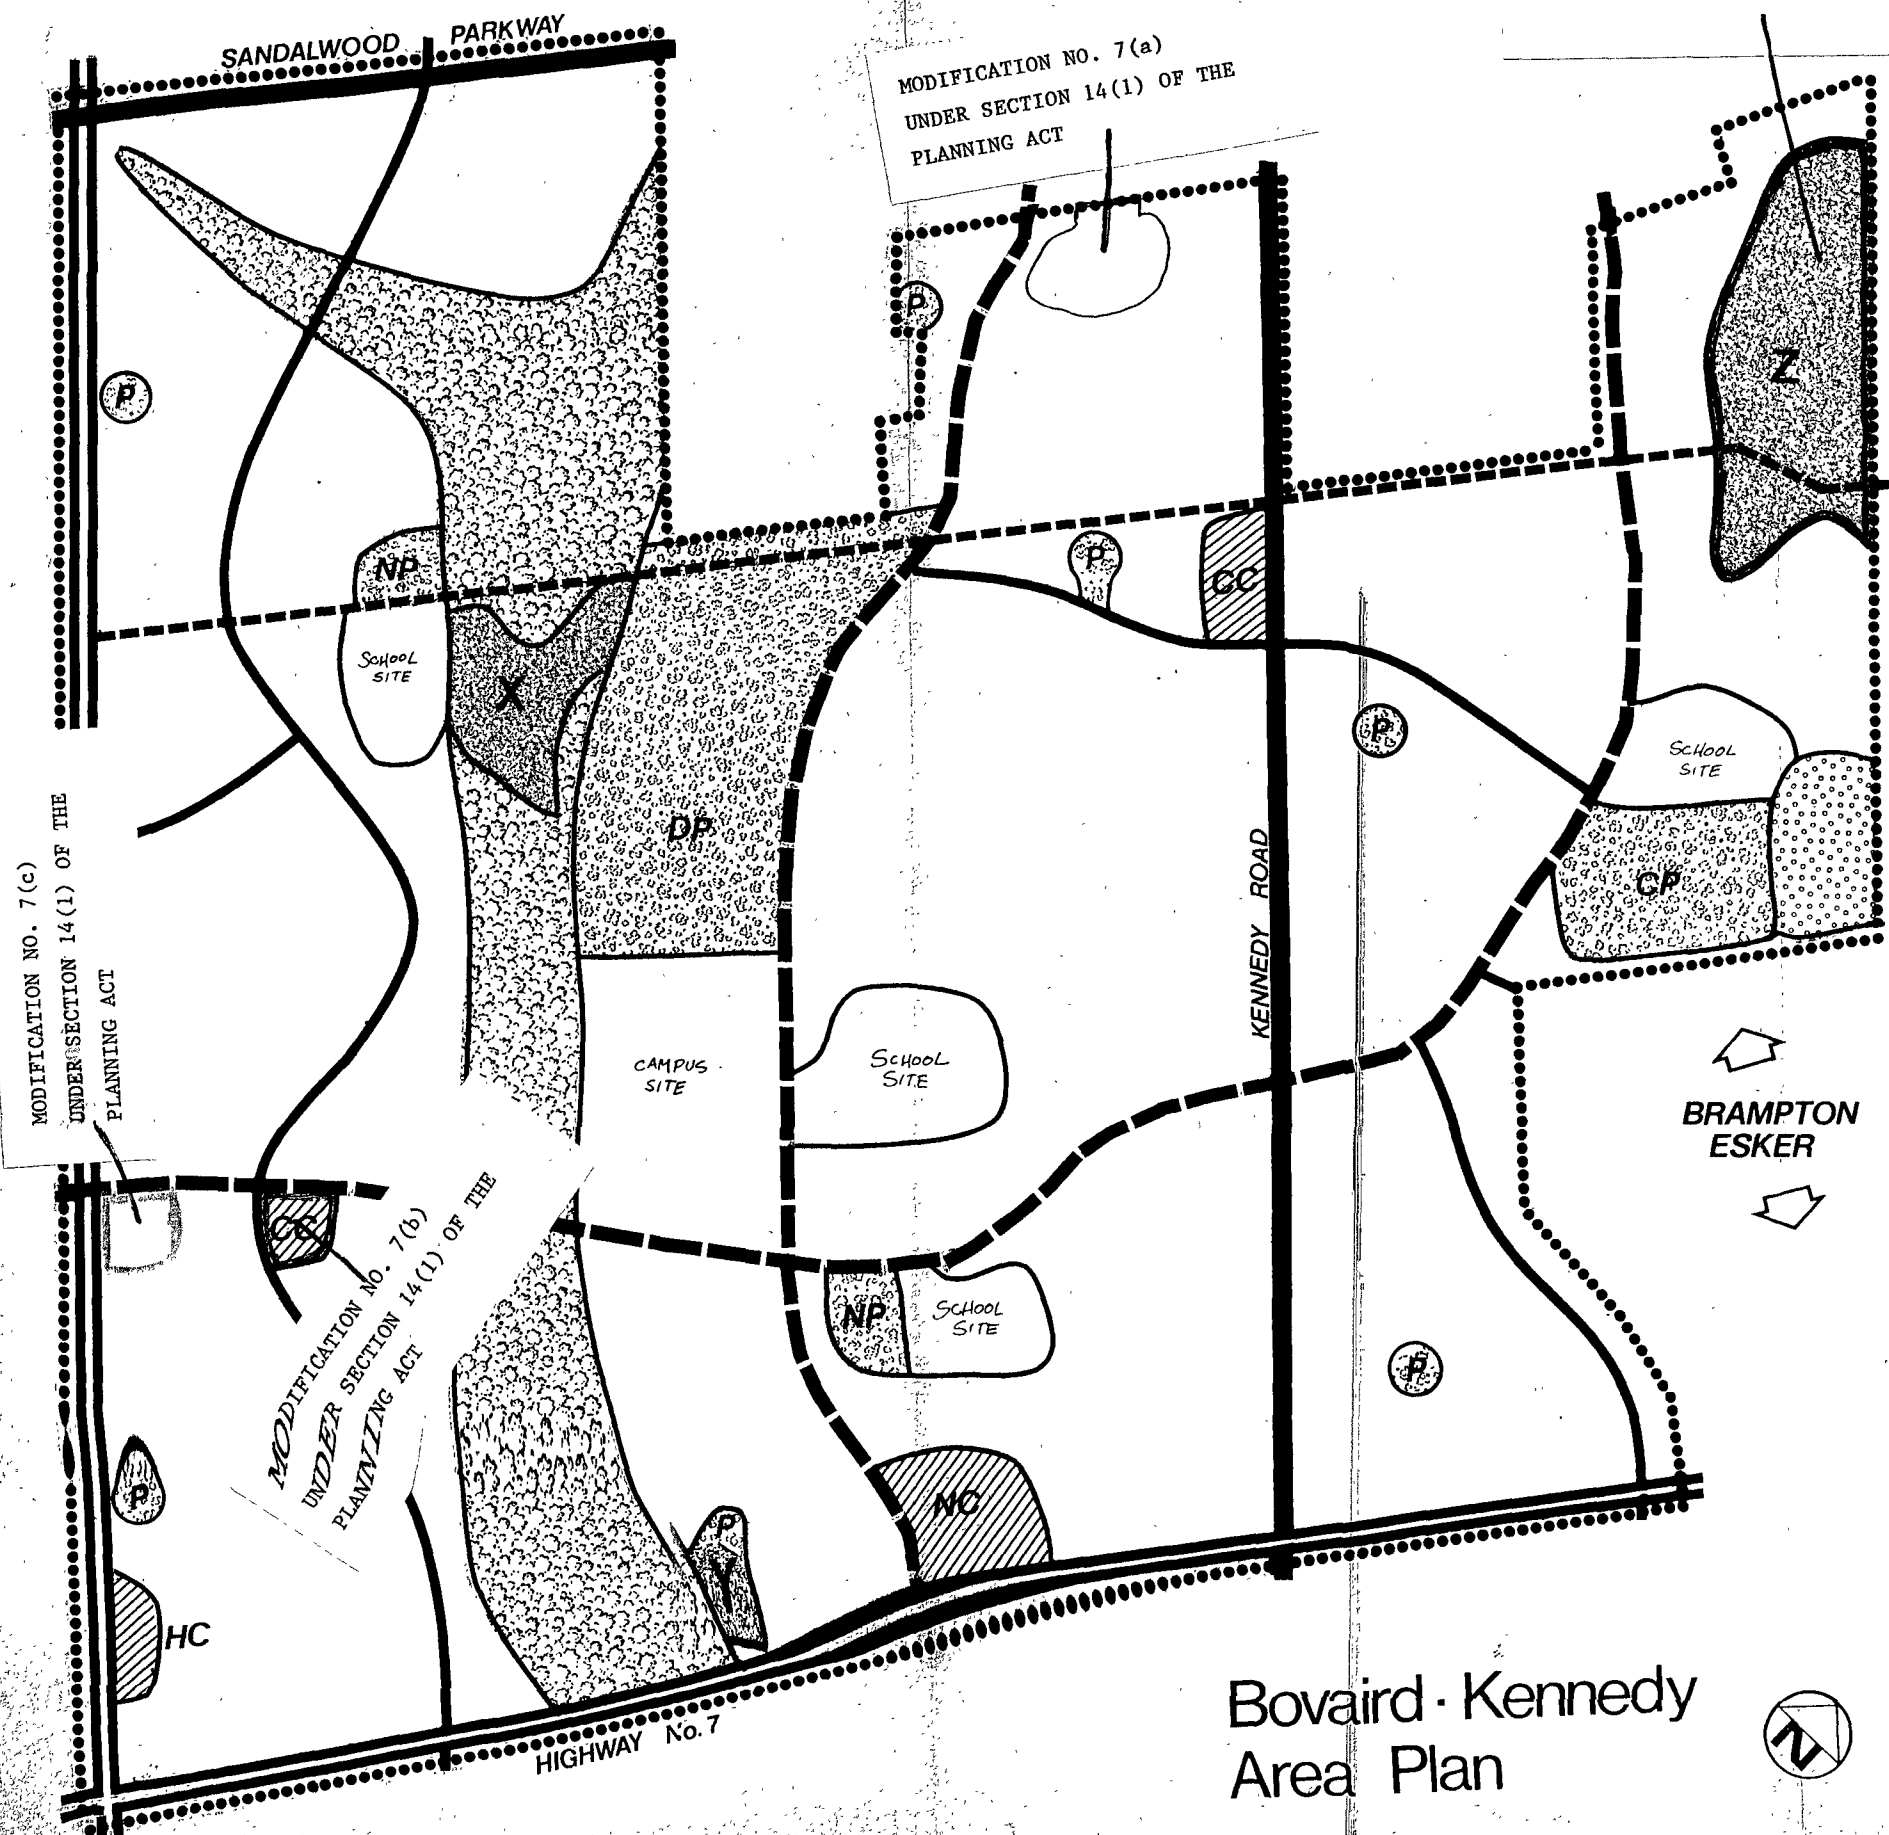 SANDALWOOD PARKWAY
MODIFICATION NO. 7(a)
UNDER SECTION 14(1) OF THE
PLANNING ACT
P
P
Z
NP
P
CC
SCHOOL
SITE
X
P
SCHOOL
SITE
DP
CP
KENNEDY ROAD
MODIFICATION NO. 7(c)
UNDER SECTION 14(1) OF THE
PLANNING ACT
CAMPUS
SITE
SCHOOL
SITE
BRAMPTON
ESKER
CC
MODIFICATION NO. 7(b)
UNDER SECTION 14(1) OF THE
PLANNING ACT
NP
SCHOOL
SITE
P
P
NC
P
Y
HC
HIGHWAY No. 7
Bovaird · Kennedy
Area Plan
N